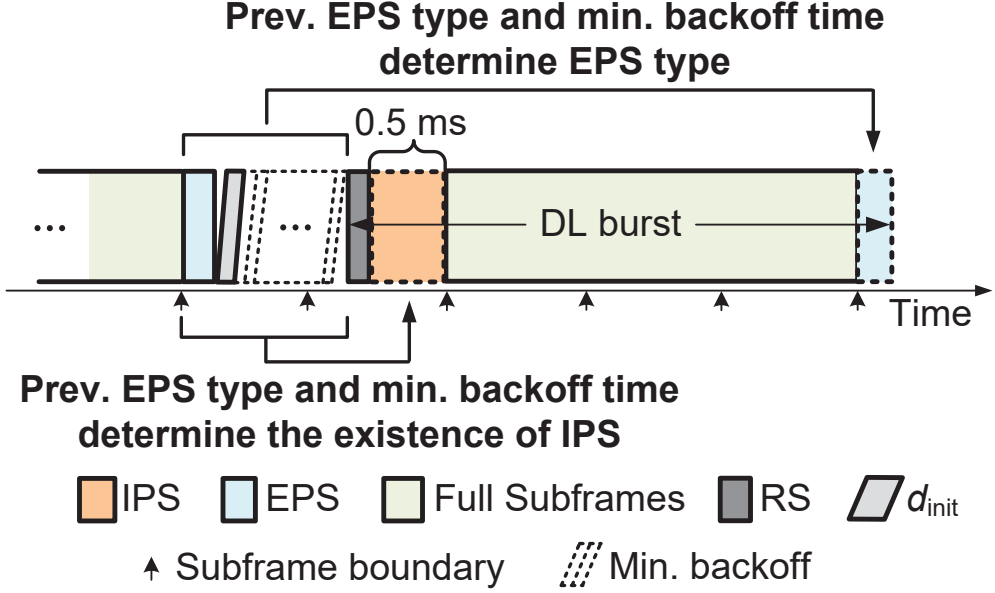 Prev. EPS type and min. backoff time
determine EPS type
0.5 ms
...
...
DL burst
Time
Prev. EPS type and min. backoff time
determine the existence of IPS
IPS EPS Full Subframes RS dinit
Subframe boundary Min. backoff